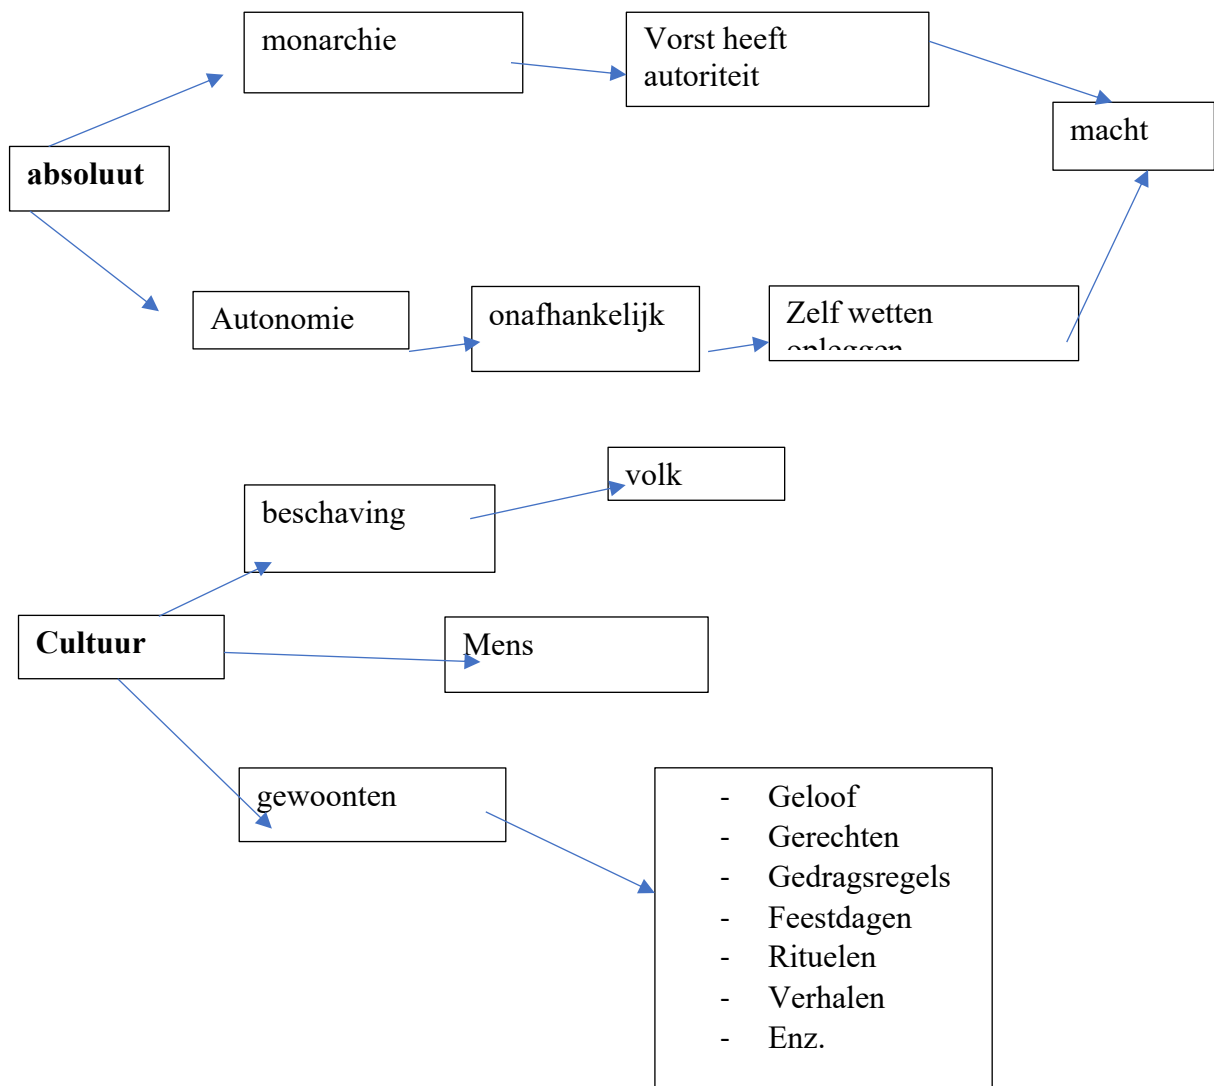 monarchie
Vorst heeft
autoriteit
macht
absoluut
Autonomie
onafhankelijk
Zelf wetten
opleggen
volk
beschaving
Cultuur
Mens
gewoonten
- Geloof
- Gerechten
- Gedragsregels
- Feestdagen
- Rituelen
- Verhalen
- Enz.